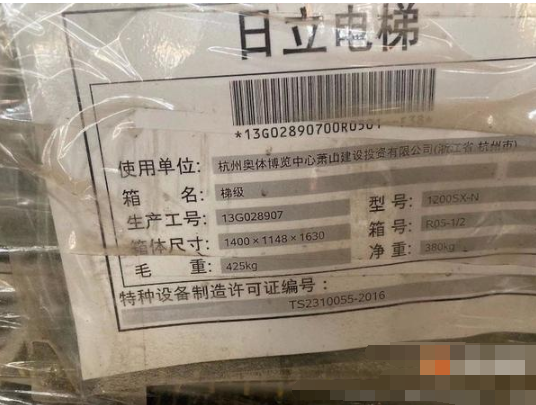 日立电梯
*13G02890700R0501-E38*
使用单位: 杭州奥体博览中心萧山建设投资有限公司(浙江省 杭州市)
箱 名: 梯级
型号: 1200SX-N
生产工号: 13G028907
箱号: R05-1/2
箱体尺寸: 1400×1148×1630
净重: 380kg
毛 重: 425kg
特种设备制造许可证编号:
TS2310055-2016